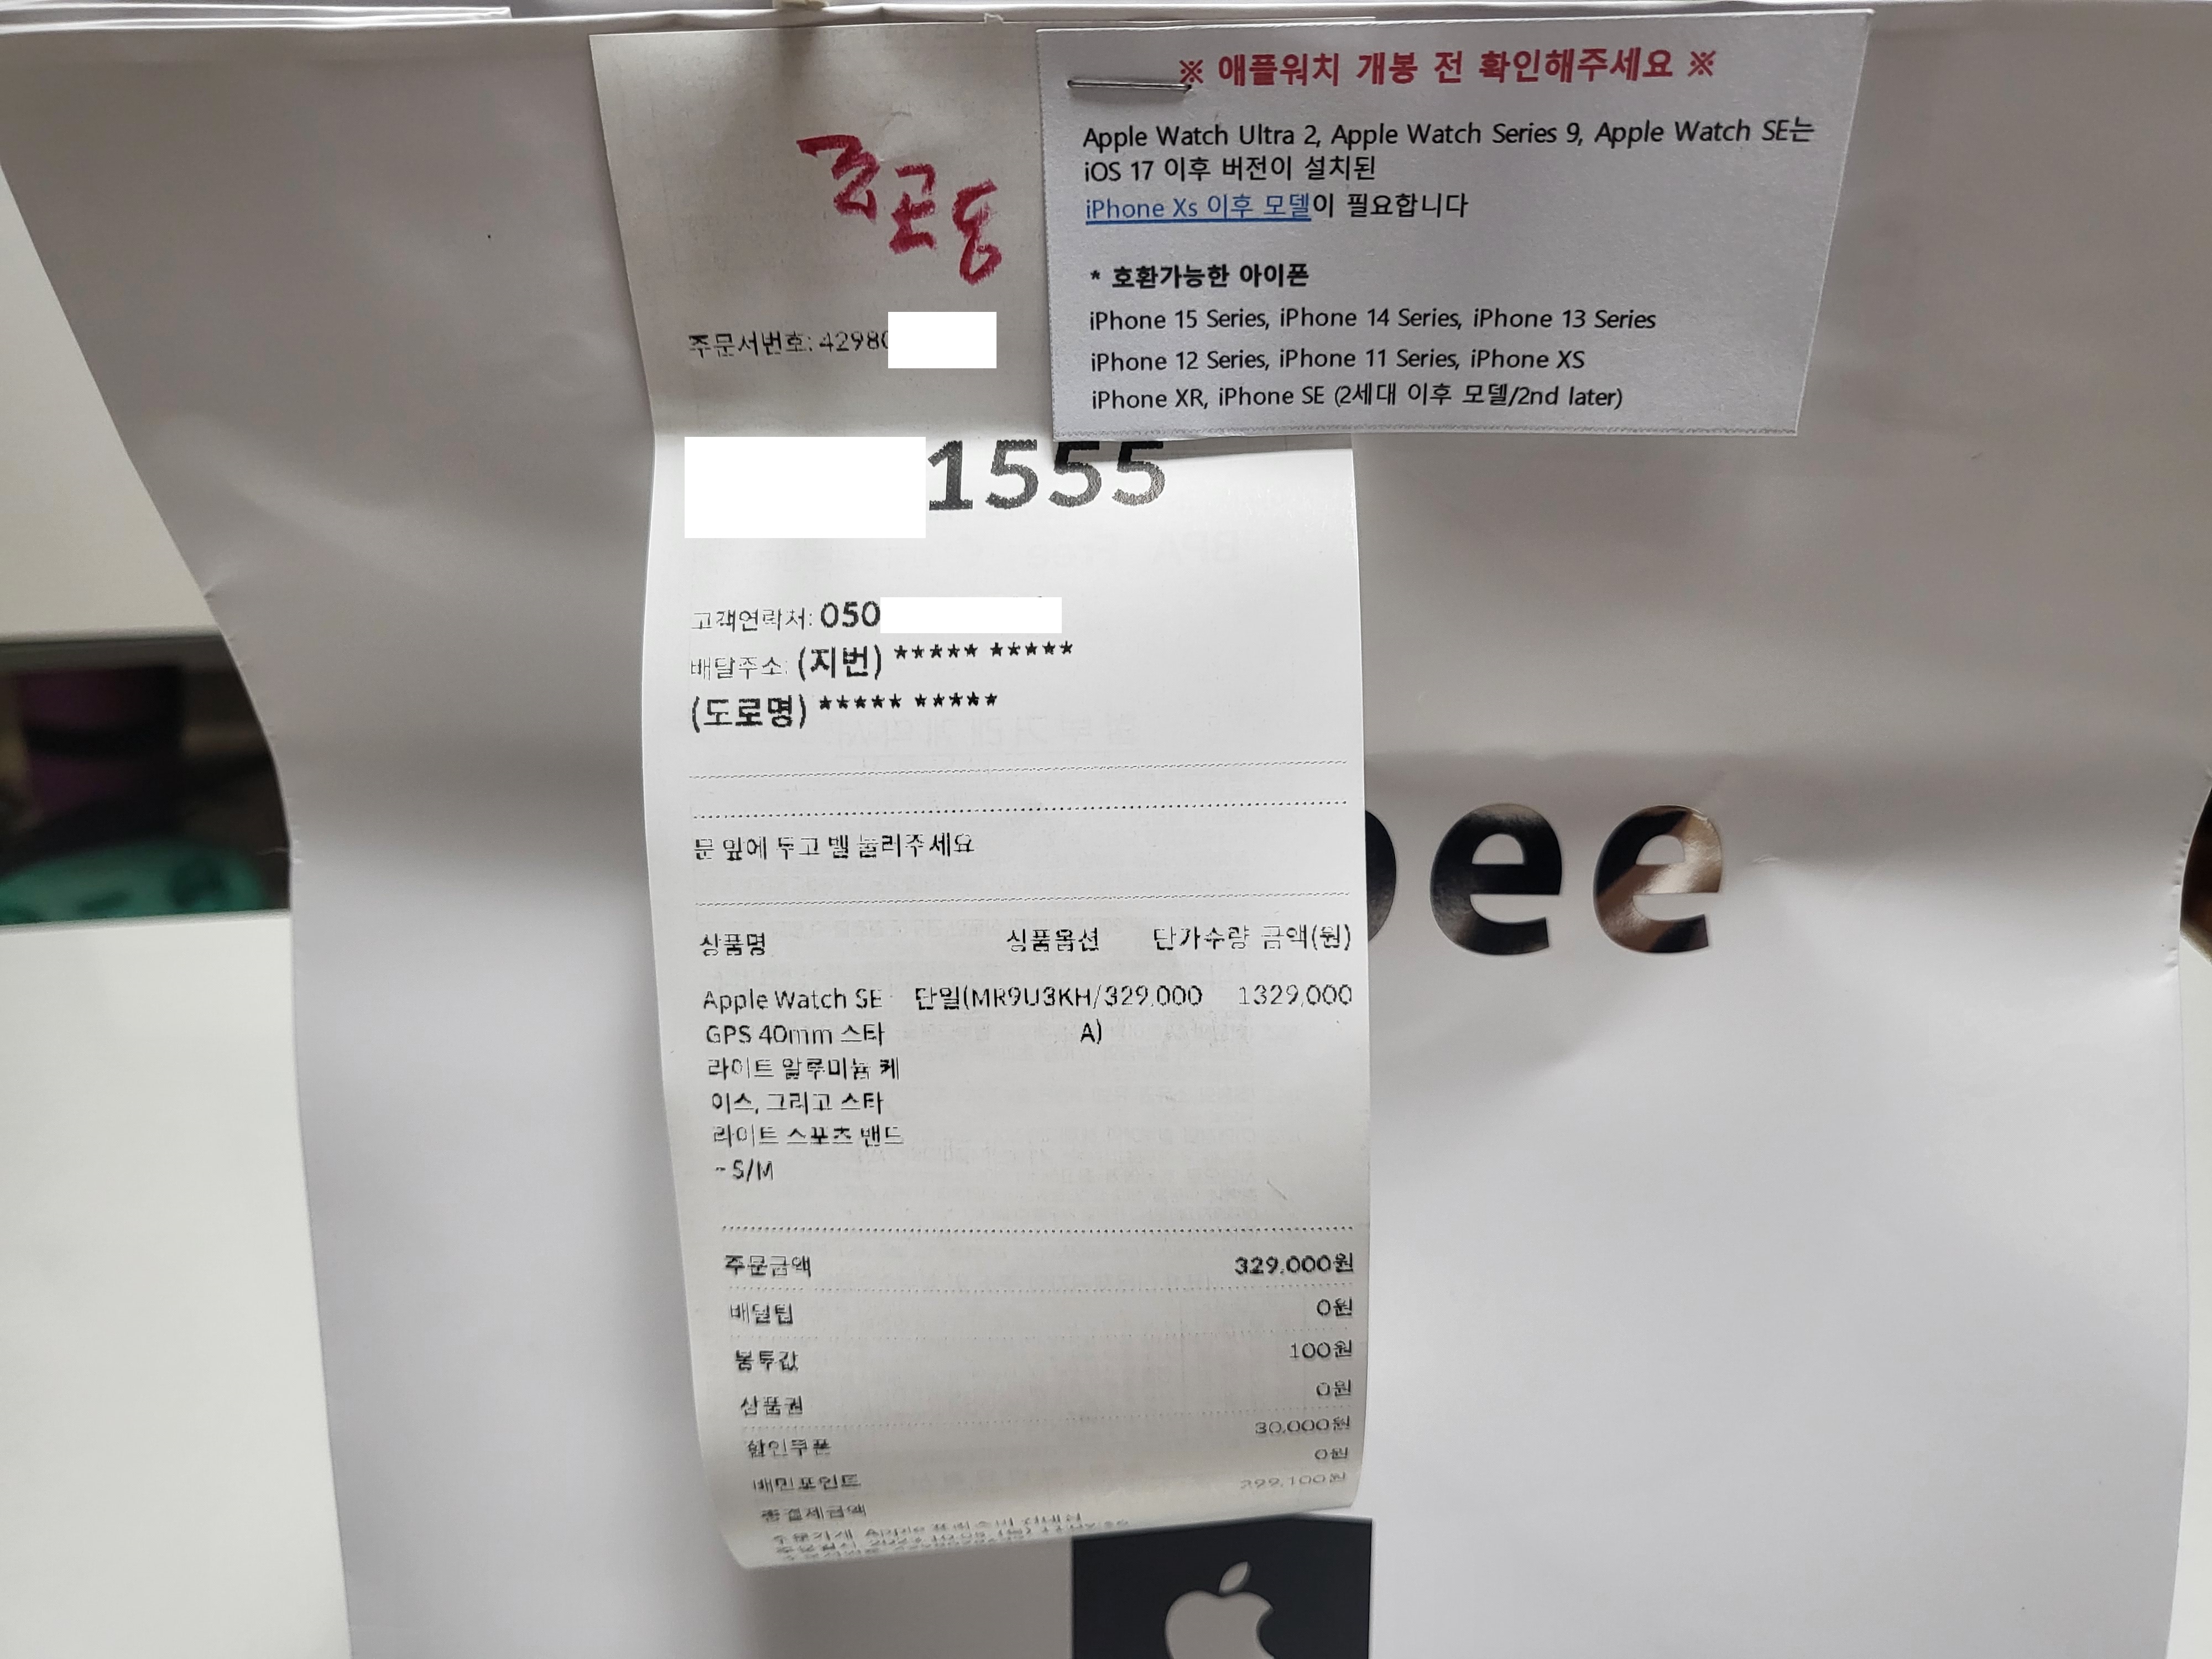 ※ 애플워치 개봉 전 확인해주세요 ※
Apple Watch Ultra 2, Apple Watch Series 9, Apple Watch SE는
iOS 17 이후 버전이 설치된
iPhone Xs 이후 모델이 필요합니다
* 호환가능한 아이폰
iPhone 15 Series, iPhone 14 Series, iPhone 13 Series
iPhone 12 Series, iPhone 11 Series, iPhone XS
iPhone XR, iPhone SE (2세대 이후 모델/2nd later)
주문서번호: 4298
1555
고객연락처: 050
배달주소: (지번) ***** *****
(도로명) ***** *****
문 앞에 두고 벨 눌러주세요
상품명 상품옵션 단가수량 금액(원)
Apple Watch SE 단일(MR9U3KH/329,000 1329,000
GPS 40mm 스타 A)
라이트 알루미늄 케
이스, 그리고 스타
라이트 스포츠 밴드
- S/M
주문금액 329,000원
배달팁 0원
봉투값 100원
상품권 0원
할인쿠폰 30,000원
배민포인트 0원
총결제금액 299,100원
ee